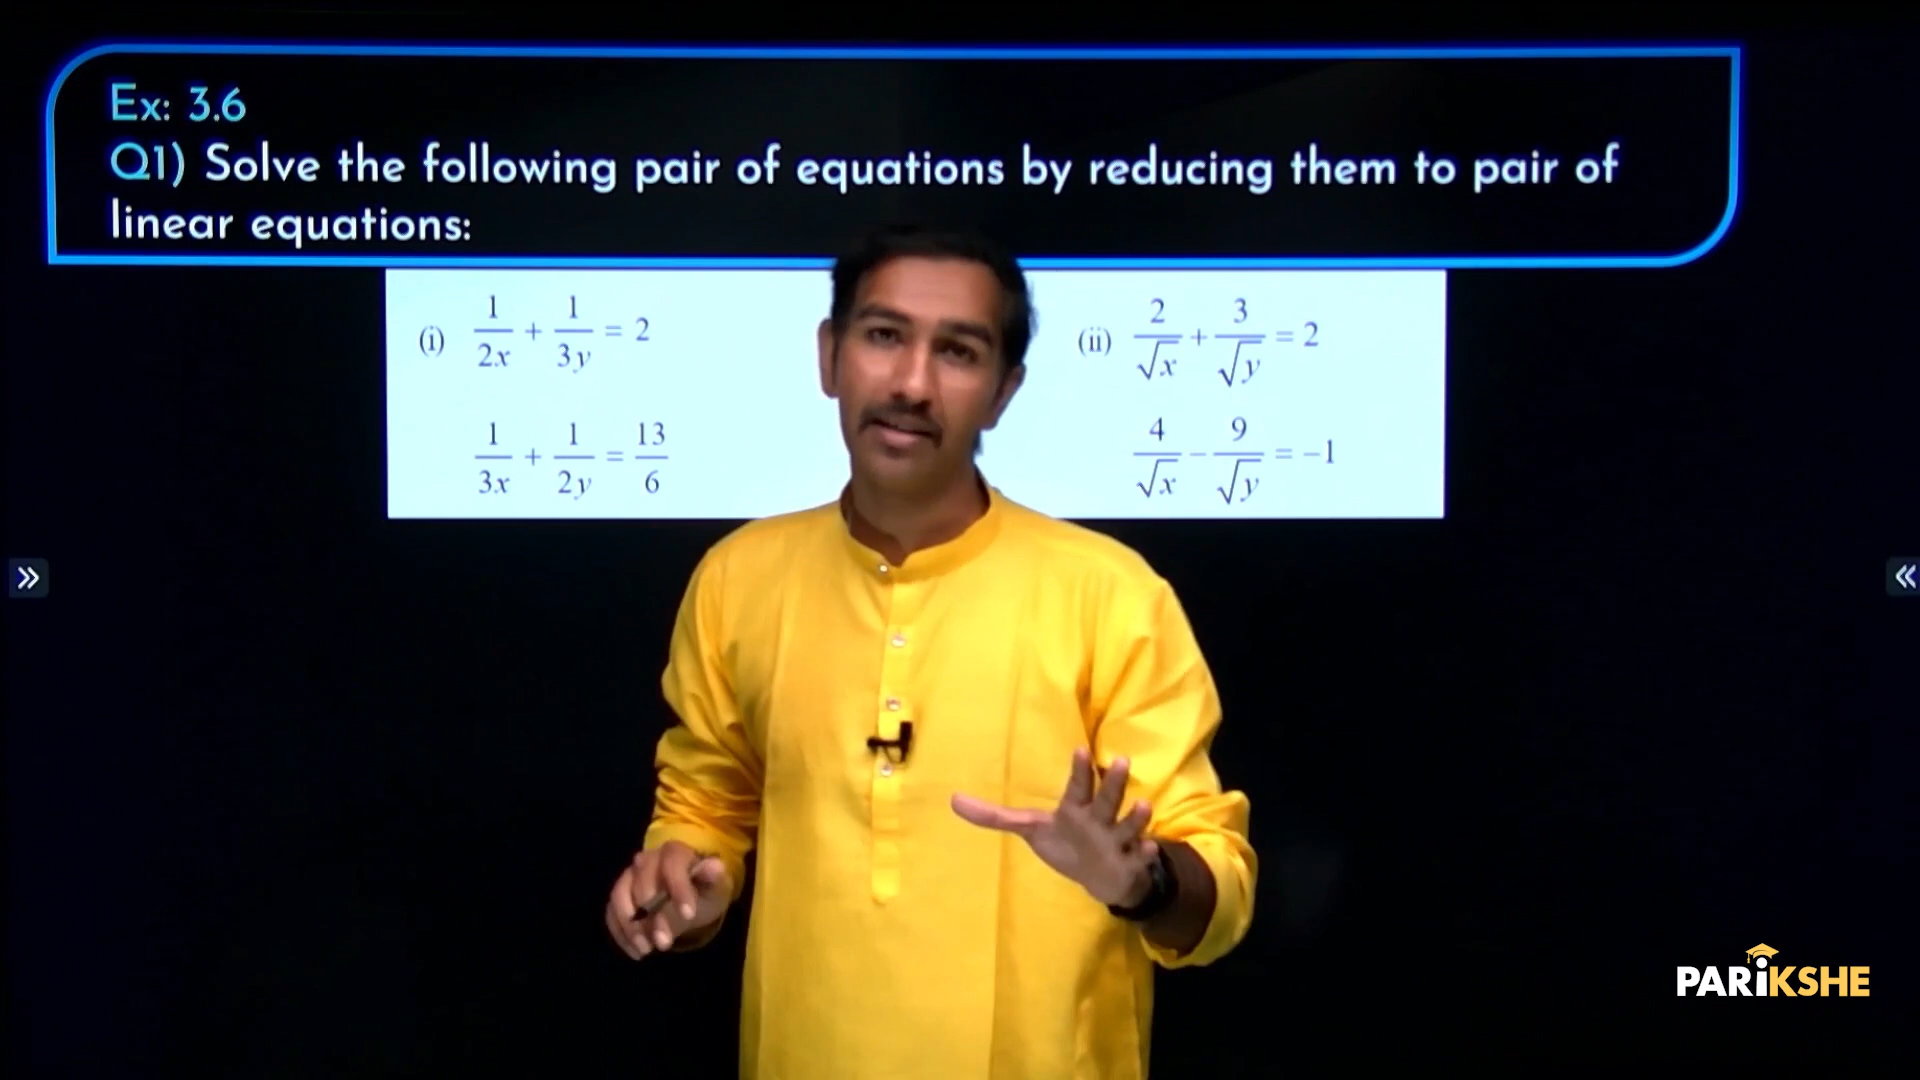 Ex: 3.6
Q1) Solve the following pair of equations by reducing them to pair of
linear equations:
(i) 1/2x + 1/3y = 2
1/3x + 1/2y = 13/6
(ii) 2/√x + 3/√y = 2
4/√x − 9/√y = −1
»
«
PARiKSHE